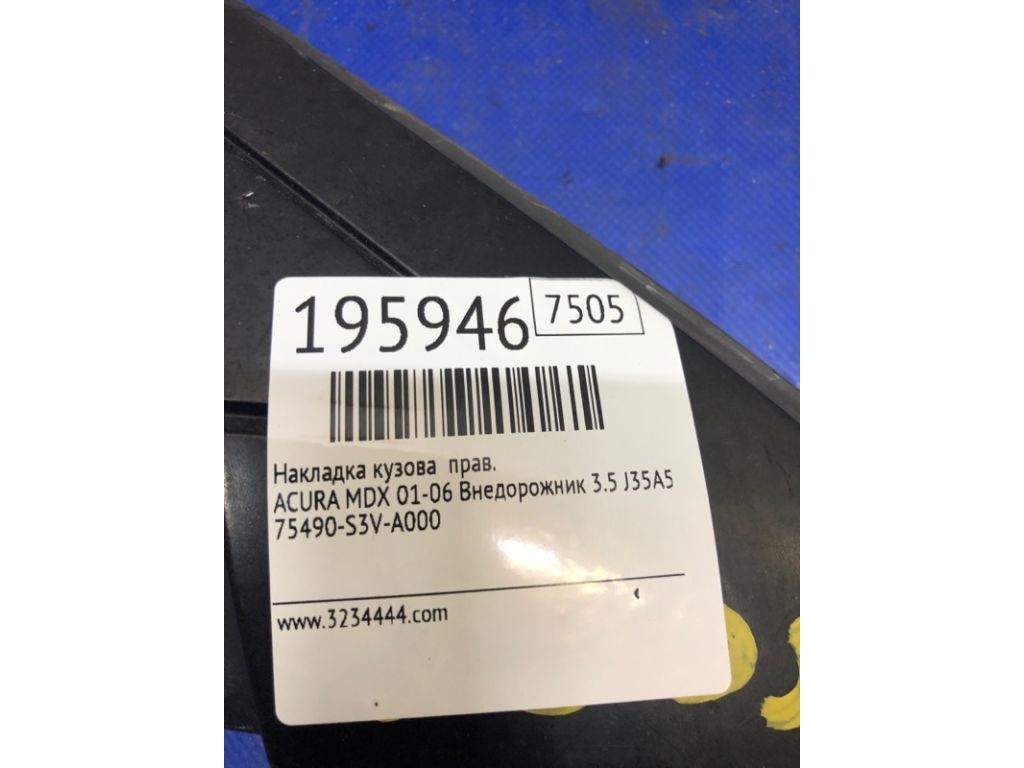 195946 7505
Накладка кузова прав.
ACURA MDX 01-06 Внедорожник 3.5 J35A5
75490-S3V-A000
www.3234444.com